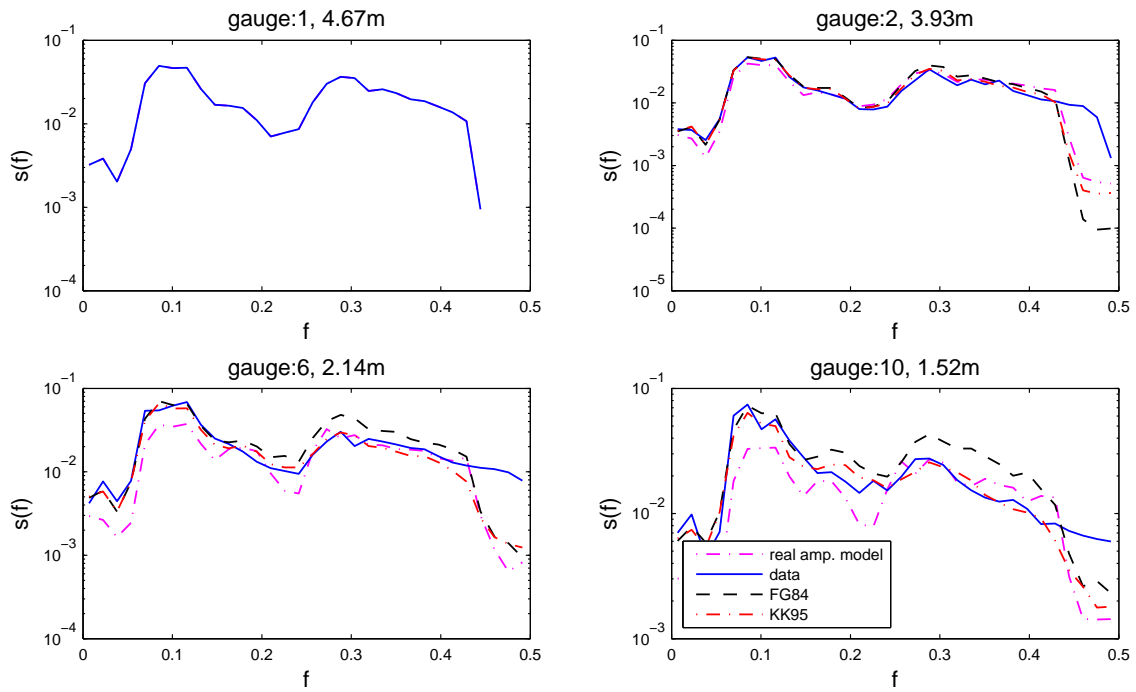 gauge:1, 4.67m
10^-1
10^-2
10^-3
10^-4
s(f)
0 0.1 0.2 0.3 0.4 0.5
f
gauge:2, 3.93m
10^-1
10^-2
10^-3
10^-4
10^-5
s(f)
0 0.1 0.2 0.3 0.4 0.5
f
gauge:6, 2.14m
10^-1
10^-2
10^-3
10^-4
s(f)
0 0.1 0.2 0.3 0.4 0.5
f
gauge:10, 1.52m
10^-1
10^-2
10^-3
s(f)
real amp. model
data
FG84
KK95
0 0.1 0.2 0.3 0.4 0.5
f